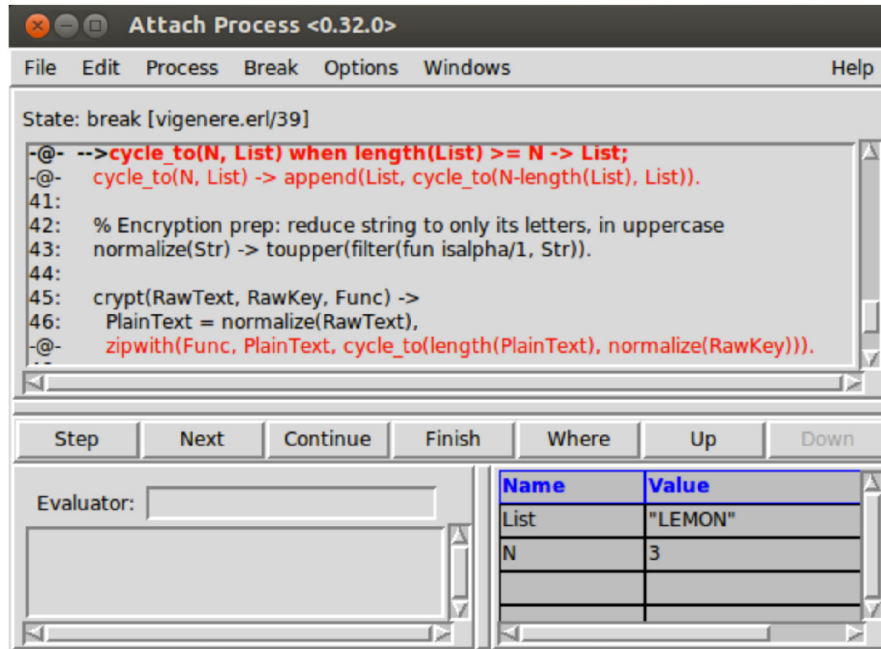 Attach Process <0.32.0>
File Edit Process Break Options Windows Help
State: break [vigenere.erl/39]
-@- -->cycle_to(N, List) when length(List) >= N -> List;
-@- cycle_to(N, List) -> append(List, cycle_to(N-length(List), List)).
41:
42: % Encryption prep: reduce string to only its letters, in uppercase
43: normalize(Str) -> toupper(filter(fun isalpha/1, Str)).
44:
45: crypt(RawText, RawKey, Func) ->
46: PlainText = normalize(RawText),
-@- zipwith(Func, PlainText, cycle_to(length(PlainText), normalize(RawKey))).
Step Next Continue Finish Where Up Down
Evaluator:
Name Value
List "LEMON"
N 3